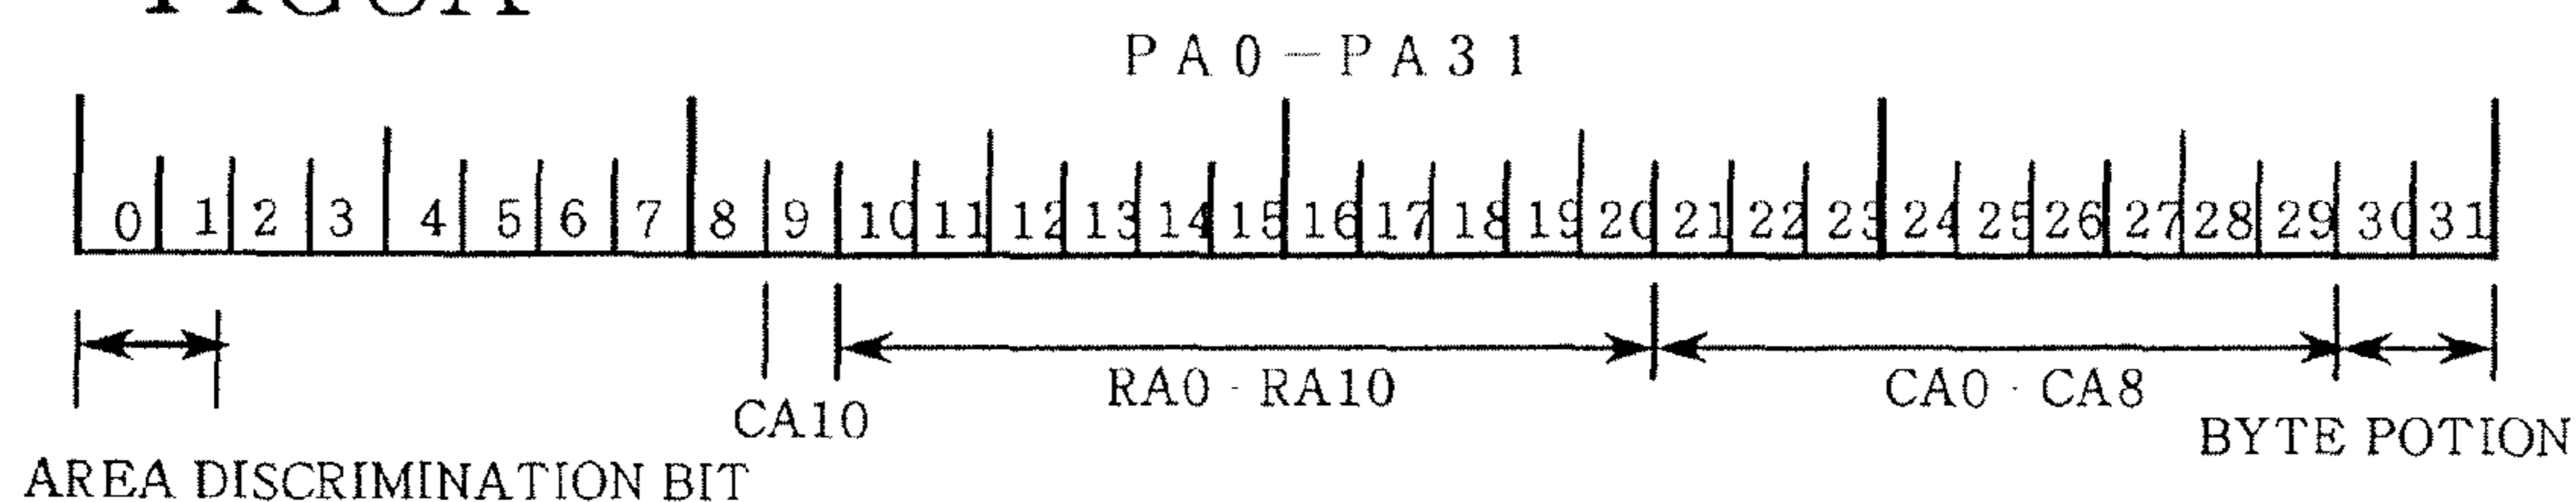 PA0-PA31
0 1 2 3 4 5 6 7 8 9 10 11 12 13 14 15 16 17 18 19 20 21 22 23 24 25 26 27 28 29 30 31
RA0 - RA10 CA0 - CA8
CA10 BYTE POTION
AREA DISCRIMINATION BIT